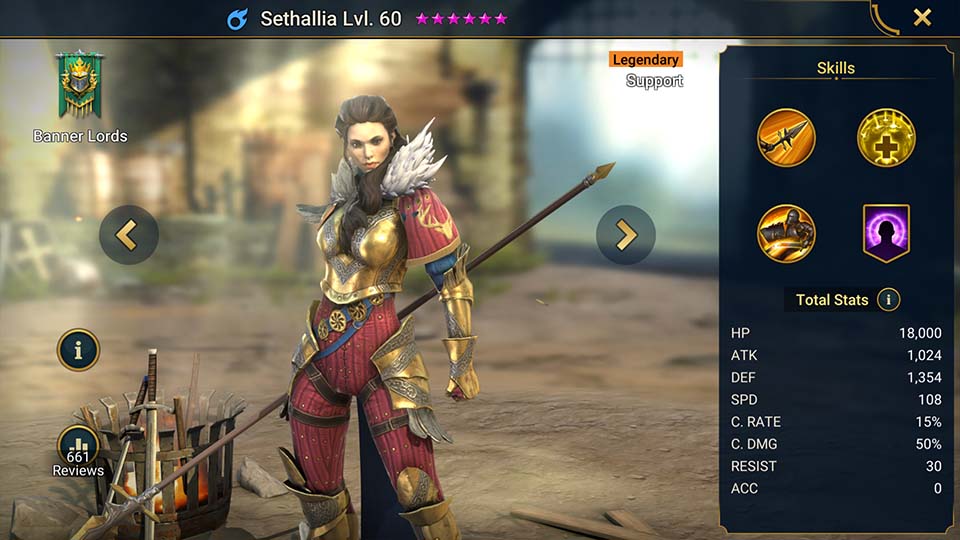 Sethallia Lvl. 60
Banner Lords
Legendary
Support
Skills
Total Stats i
HP 18,000
ATK 1,024
DEF 1,354
SPD 108
C. RATE 15%
C. DMG 50%
RESIST 30
ACC 0
i
661
Reviews